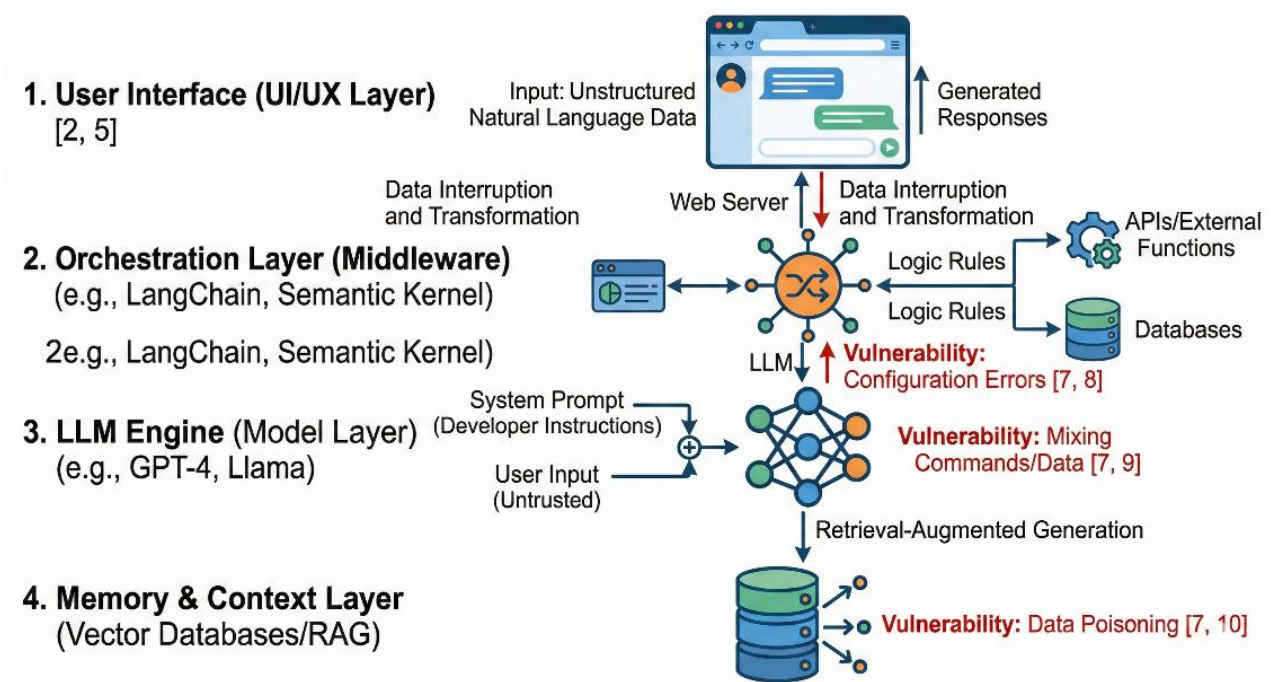 1. User Interface (UI/UX Layer)
[2, 5]
Input: Unstructured
Natural Language Data
Generated
Responses
Data Interruption
and Transformation
Web Server
Data Interruption
and Transformation
2. Orchestration Layer (Middleware)
(e.g., LangChain, Semantic Kernel)
2e.g., LangChain, Semantic Kernel)
Logic Rules
Logic Rules
APIs/External
Functions
Databases
LLM
Vulnerability:
Configuration Errors [7, 8]
3. LLM Engine (Model Layer)
(e.g., GPT-4, Llama)
System Prompt
(Developer Instructions)
User Input
(Untrusted)
Vulnerability: Mixing
Commands/Data [7, 9]
Retrieval-Augmented Generation
4. Memory & Context Layer
(Vector Databases/RAG)
Vulnerability: Data Poisoning [7, 10]